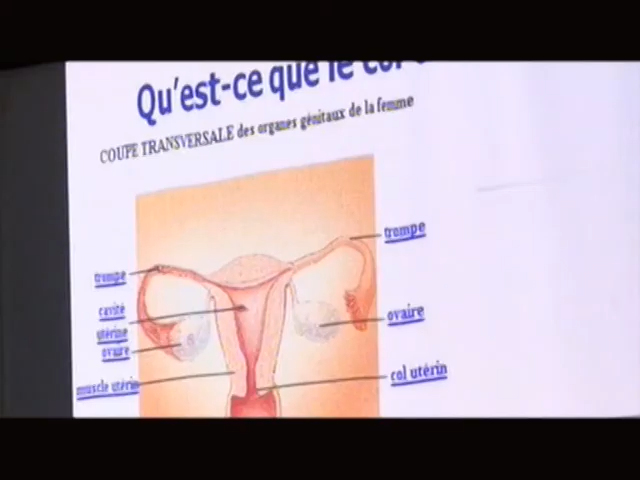 Qu'est-ce que le
COUPE TRANSVERSALE des organes génitaux de la femme
trompe
trompe
cavité
utérine
ovaire
ovaire
muscle utérin
col utérin